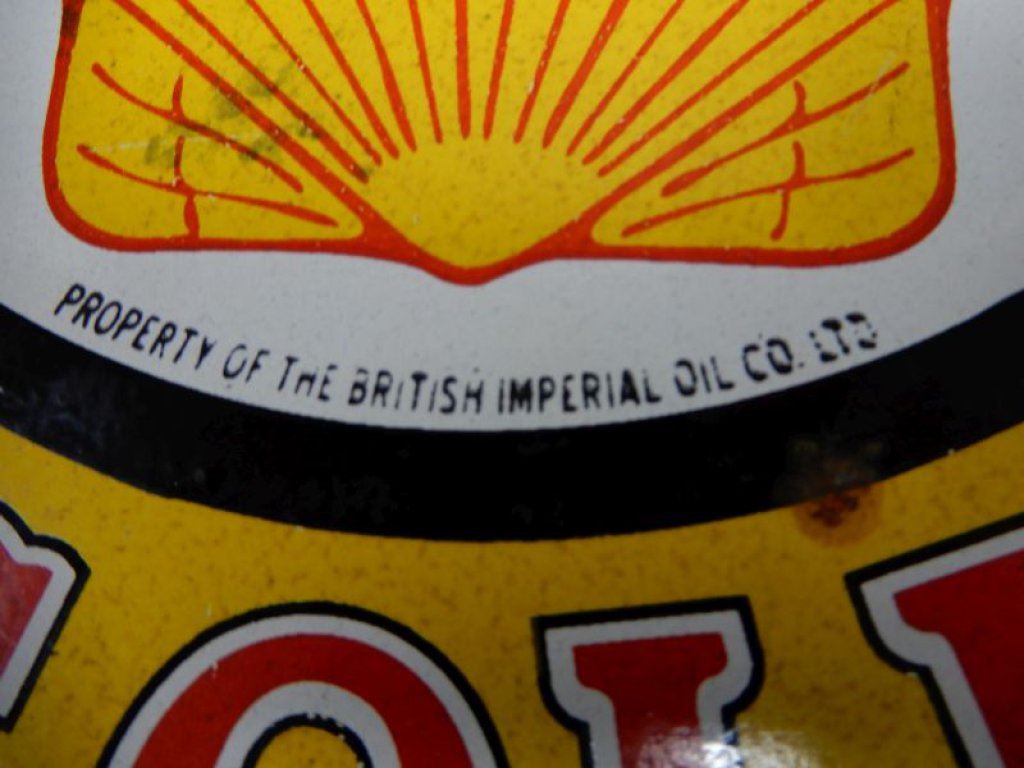 PROPERTY OF THE BRITISH IMPERIAL OIL CO. LTD